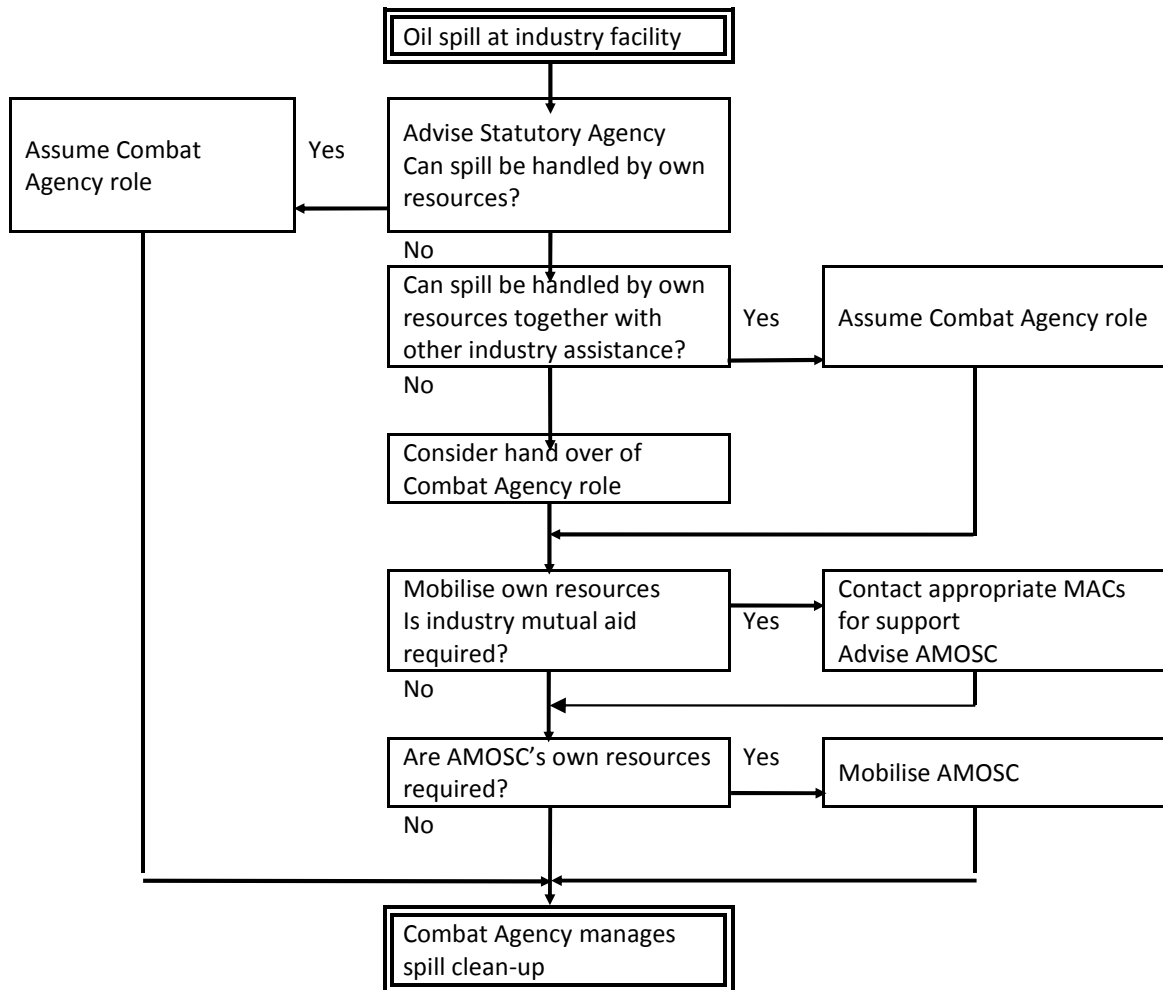 Oil spill at industry facility
Assume Combat
Agency role
Yes
Advise Statutory Agency
Can spill be handled by own
resources?
No
Can spill be handled by own
resources together with
other industry assistance?
Yes
Assume Combat Agency role
No
Consider hand over of
Combat Agency role
Mobilise own resources
Is industry mutual aid
required?
Yes
Contact appropriate MACs
for support
Advise AMOSC
No
Are AMOSC’s own resources
required?
Yes
Mobilise AMOSC
No
Combat Agency manages
spill clean-up